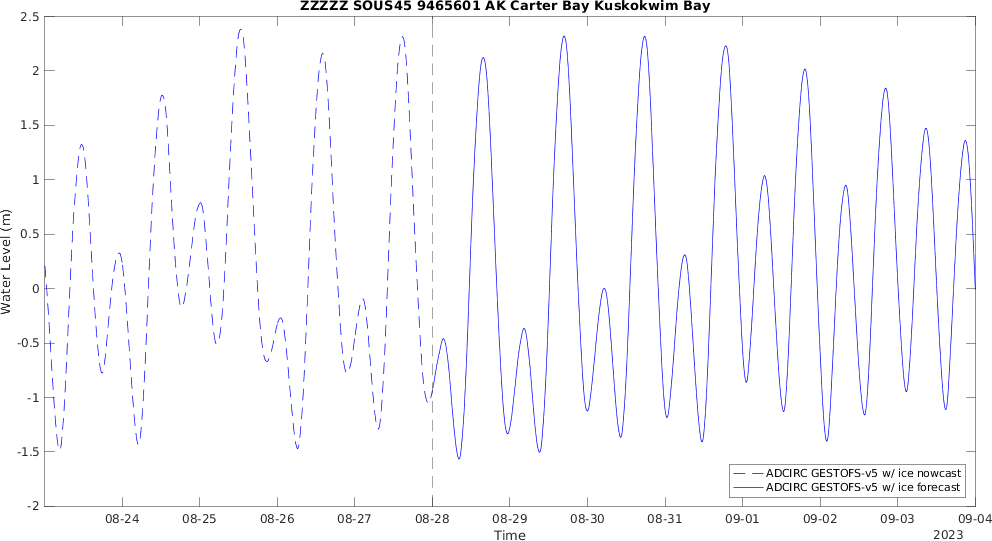 ZZZZZ SOUS45 9465601 AK Carter Bay Kuskokwim Bay
2.5
2
1.5
1
0.5
0
-0.5
-1
-1.5
-2
Water Level (m)
ADCIRC GESTOFS-v5 w/ ice nowcast
ADCIRC GESTOFS-v5 w/ ice forecast
08-24 08-25 08-26 08-27 08-28 08-29 08-30 08-31 09-01 09-02 09-03 09-04
Time
2023